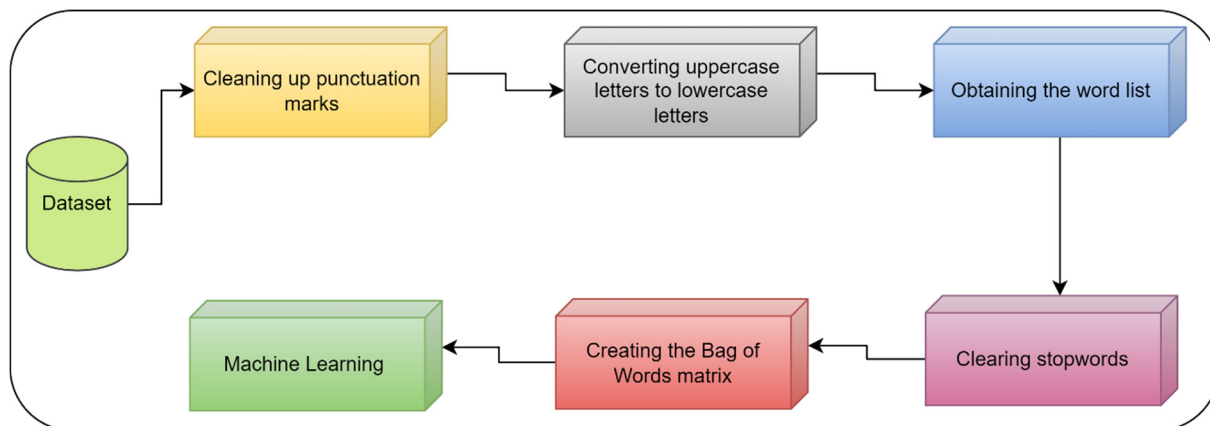 Dataset
Cleaning up punctuation
marks
Converting uppercase
letters to lowercase
letters
Obtaining the word list
Clearing stopwords
Creating the Bag of
Words matrix
Machine Learning